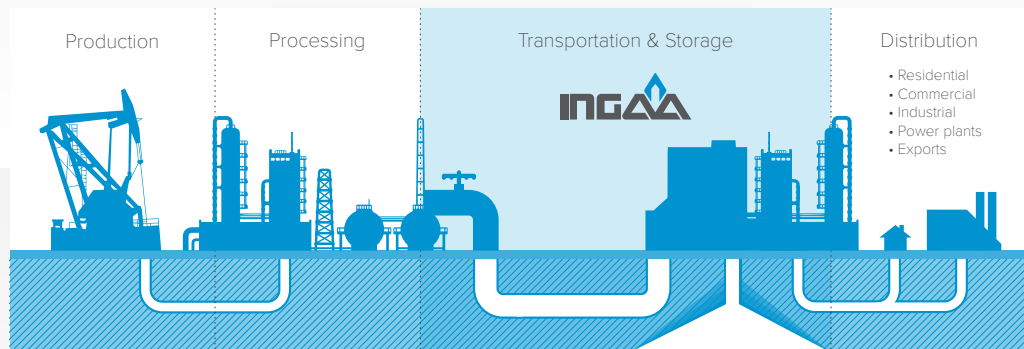 Production
Processing
Transportation & Storage
Distribution
INGAA
• Residential
• Commercial
• Industrial
• Power plants
• Exports